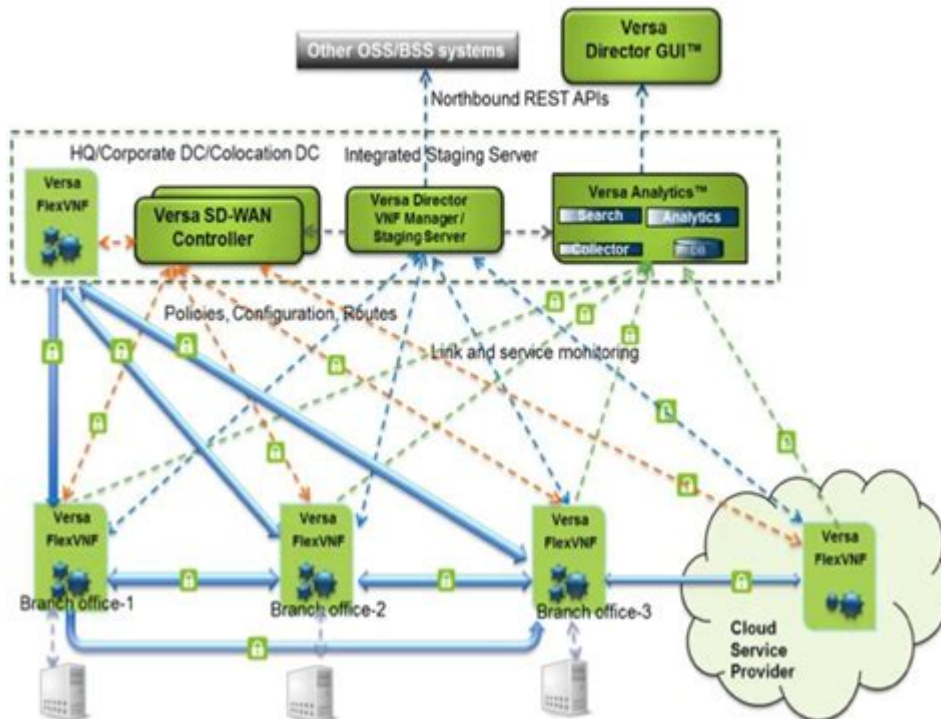 Other OSS/BSS systems
Versa
Director GUI™
Northbound REST APIs
HQ/Corporate DC/Colocation DC
Integrated Staging Server
Versa
FlexVNF
Versa SD-WAN
Controller
Versa Director
VNF Manager /
Staging Server
Versa Analytics™
Search
Analytics
Collector
DB
Policies, Configuration, Routes
Link and service monitoring
Versa
FlexVNF
Branch office-1
Versa
FlexVNF
Branch office-2
Versa
FlexVNF
Branch office-3
Versa
FlexVNF
Cloud
Service
Provider